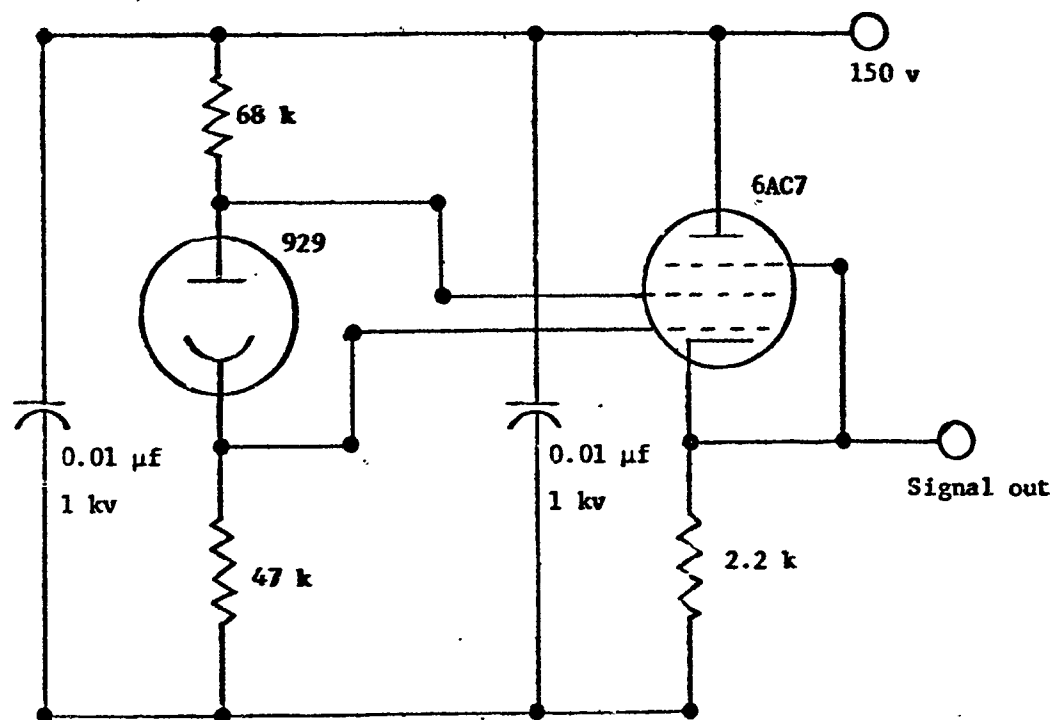 150 v
68 k
6AC7
929
0.01 µf
1 kv
0.01 µf
1 kv
Signal out
47 k
2.2 k